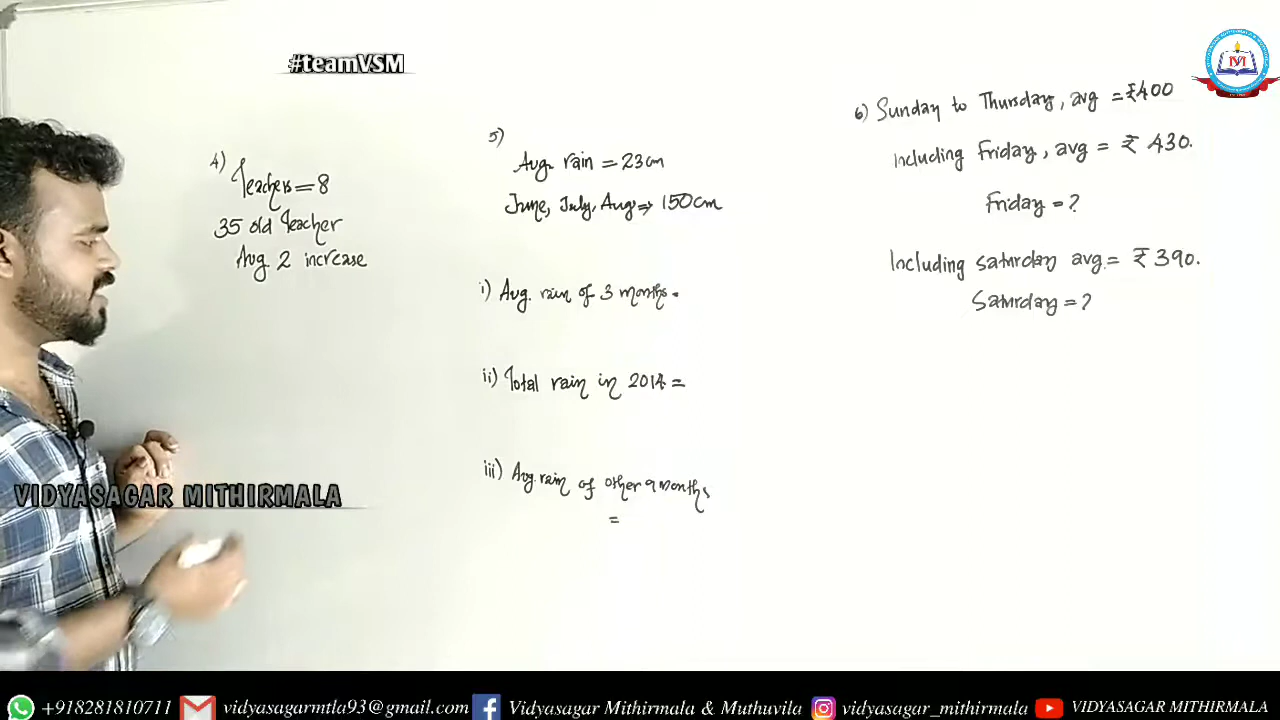 #teamVSM
4)
Teachers = 8
35 old teacher
Avg 2 increase
VIDYASAGAR MITHIRMALA
5)
Avg. rain = 23cm
June, July, Aug ⇒ 150cm
i) Avg. rain of 3 months.
ii) Total rain in 2014 =
iii) Avg. rain of other 9 months
=
6) Sunday to Thursday, avg = ₹400
Including Friday, avg = ₹ 430.
Friday = ?
Including saturday avg. = ₹ 390.
Saturday = ?
+918281810711
vidyasagarmtla93@gmail.com
Vidyasagar Mithirmala & Muthuvila
vidyasagar_mithirmala
VIDYASAGAR MITHIRMALA